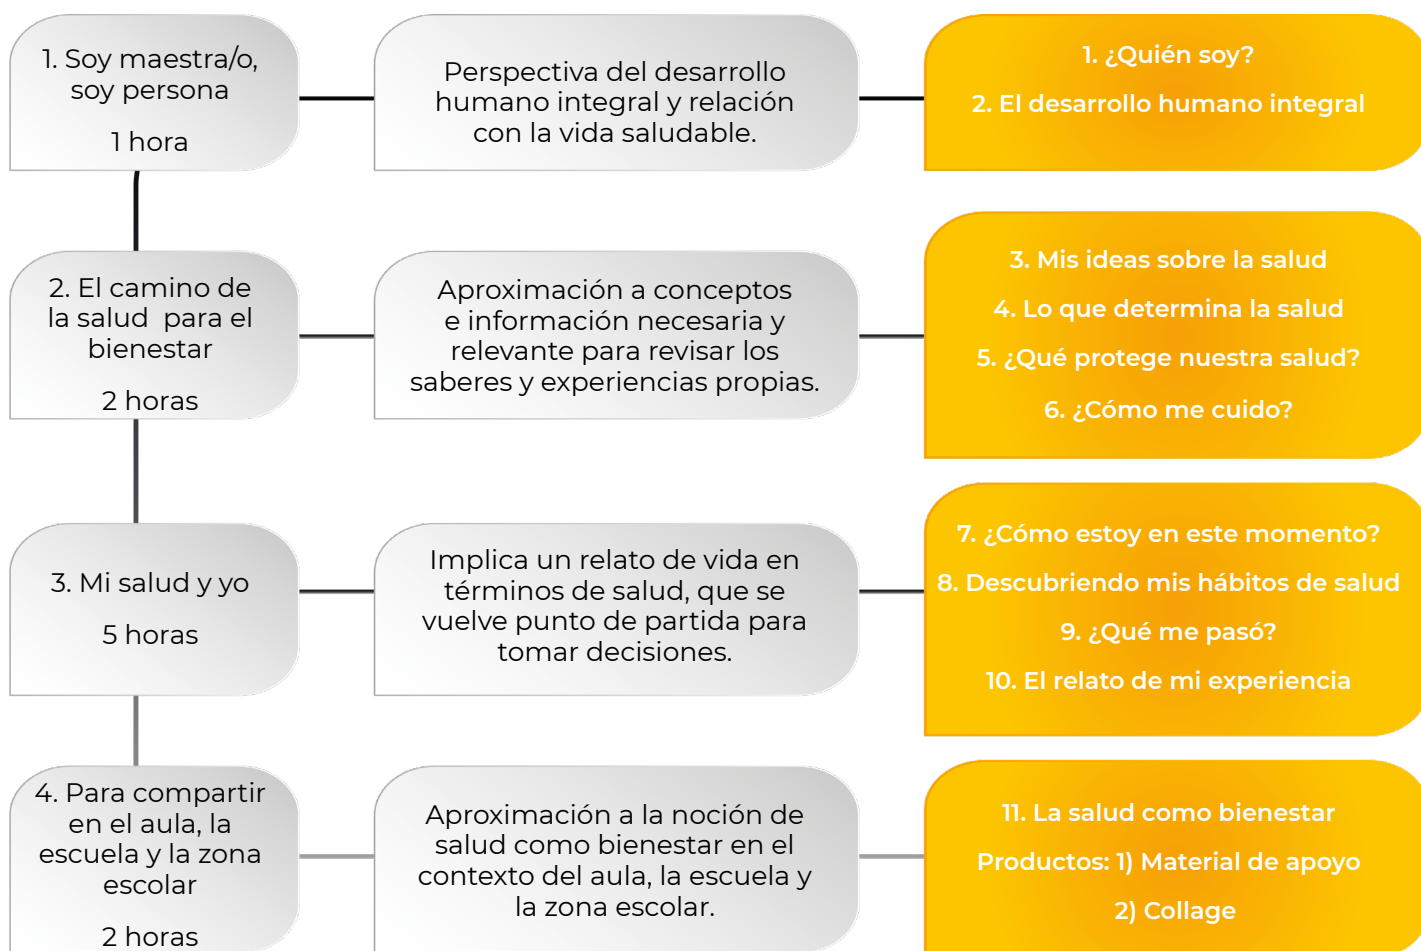 1. Soy maestra/o,
soy persona
1 hora
Perspectiva del desarrollo
humano integral y relación
con la vida saludable.
1. ¿Quién soy?
2. El desarrollo humano integral
2. El camino de
la salud para el
bienestar
2 horas
Aproximación a conceptos
e información necesaria y
relevante para revisar los
saberes y experiencias propias.
3. Mis ideas sobre la salud
4. Lo que determina la salud
5. ¿Qué protege nuestra salud?
6. ¿Cómo me cuido?
3. Mi salud y yo
5 horas
Implica un relato de vida en
términos de salud, que se
vuelve punto de partida para
tomar decisiones.
7. ¿Cómo estoy en este momento?
8. Descubriendo mis hábitos de salud
9. ¿Qué me pasó?
10. El relato de mi experiencia
4. Para compartir
en el aula, la
escuela y la zona
escolar
2 horas
Aproximación a la noción de
salud como bienestar en el
contexto del aula, la escuela y
la zona escolar.
11. La salud como bienestar
Productos: 1) Material de apoyo
2) Collage